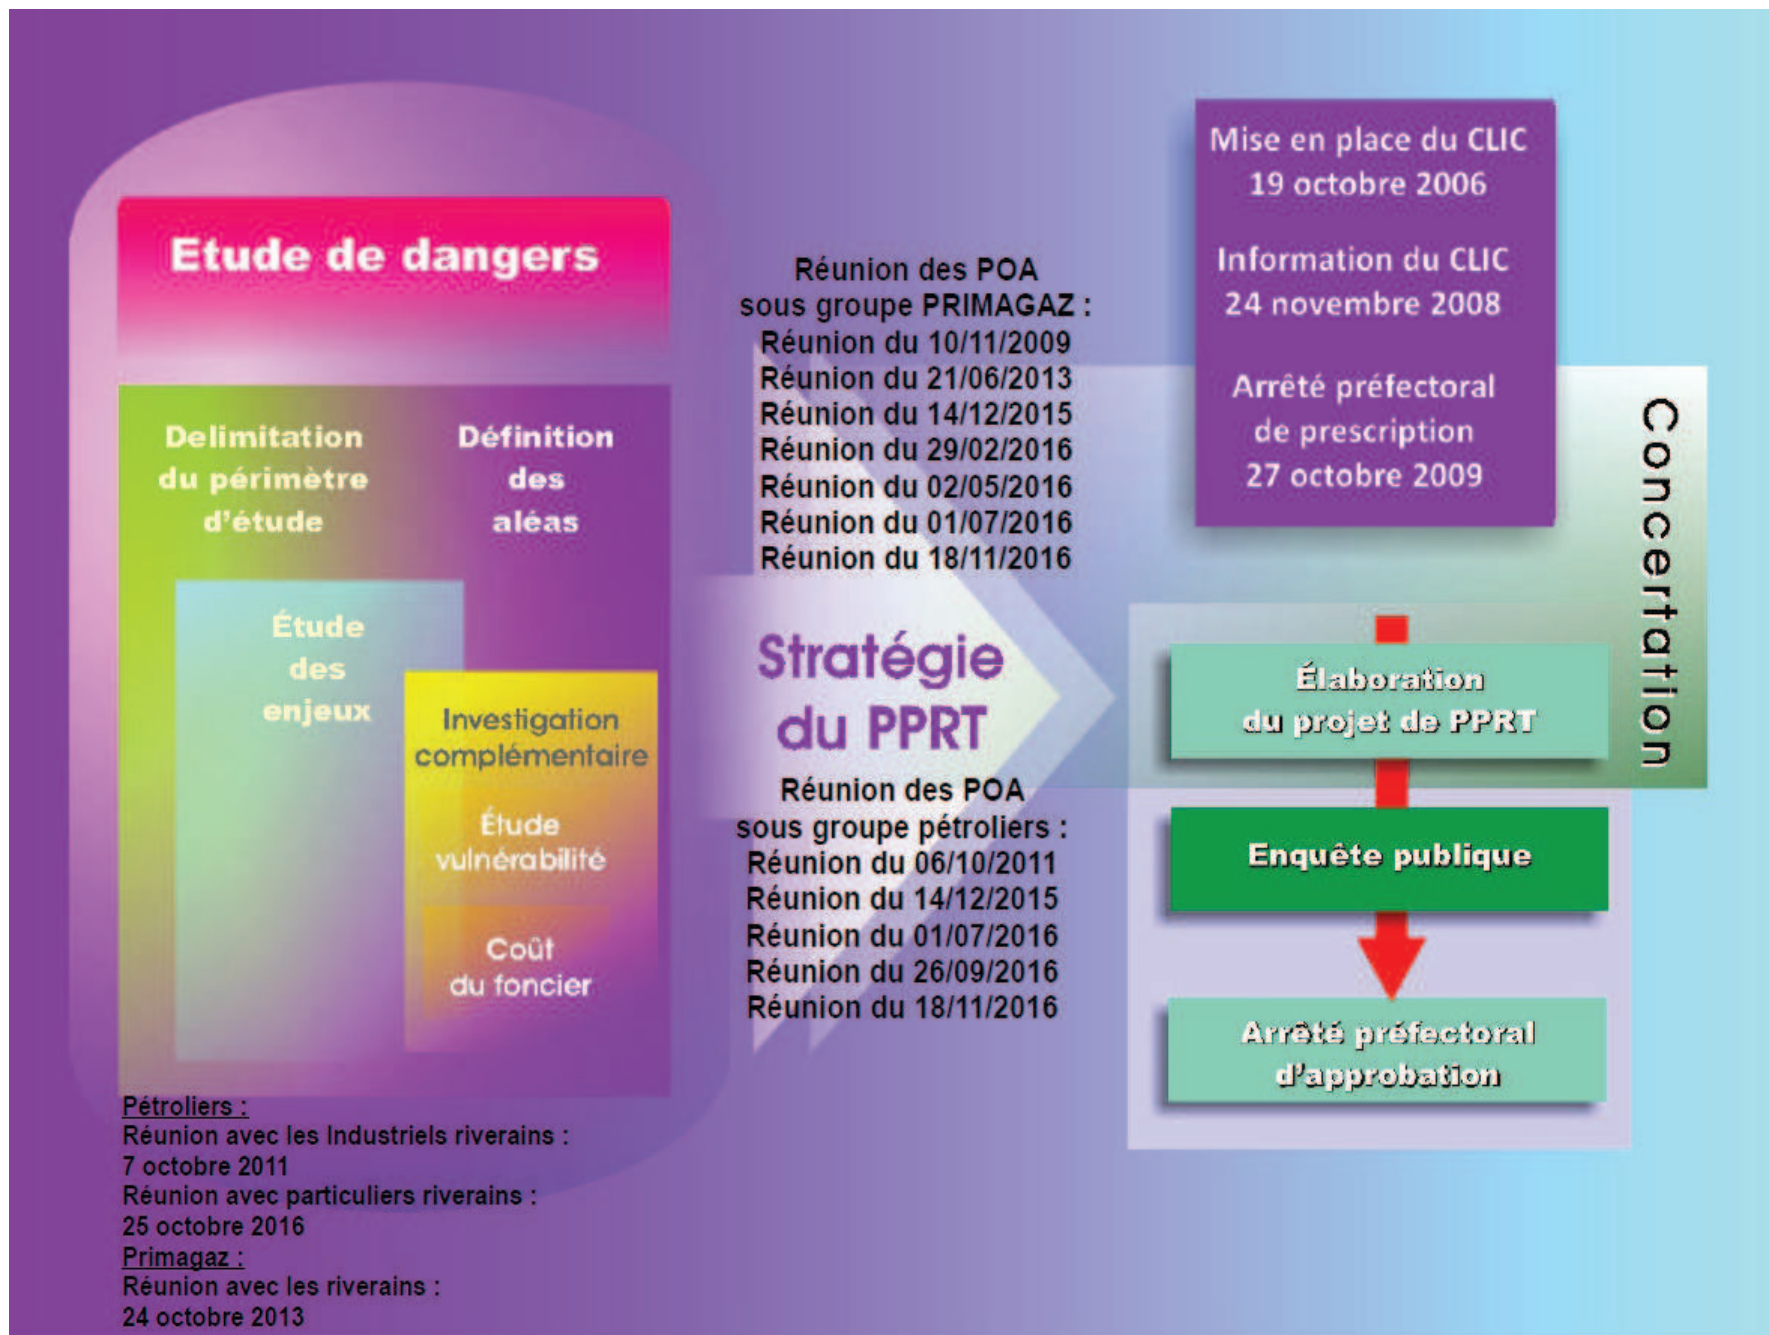 Etude de dangers
Delimitation
du périmètre
d'étude
Définition
des
aléas
Étude
des
enjeux
Investigation
complémentaire
Étude
vulnérabilité
Coût
du foncier
Pétroliers :
Réunion avec les Industriels riverains :
7 octobre 2011
Réunion avec particuliers riverains :
25 octobre 2016
Primagaz :
Réunion avec les riverains :
24 octobre 2013
Réunion des POA
sous groupe PRIMAGAZ :
Réunion du 10/11/2009
Réunion du 21/06/2013
Réunion du 14/12/2015
Réunion du 29/02/2016
Réunion du 02/05/2016
Réunion du 01/07/2016
Réunion du 18/11/2016
Stratégie
du PPRT
Réunion des POA
sous groupe pétroliers :
Réunion du 06/10/2011
Réunion du 14/12/2015
Réunion du 01/07/2016
Réunion du 26/09/2016
Réunion du 18/11/2016
Mise en place du CLIC
19 octobre 2006
Information du CLIC
24 novembre 2008
Arrêté préfectoral
de prescription
27 octobre 2009
Concertation
Élaboration
du projet de PPRT
Enquête publique
Arrêté préfectoral
d'approbation